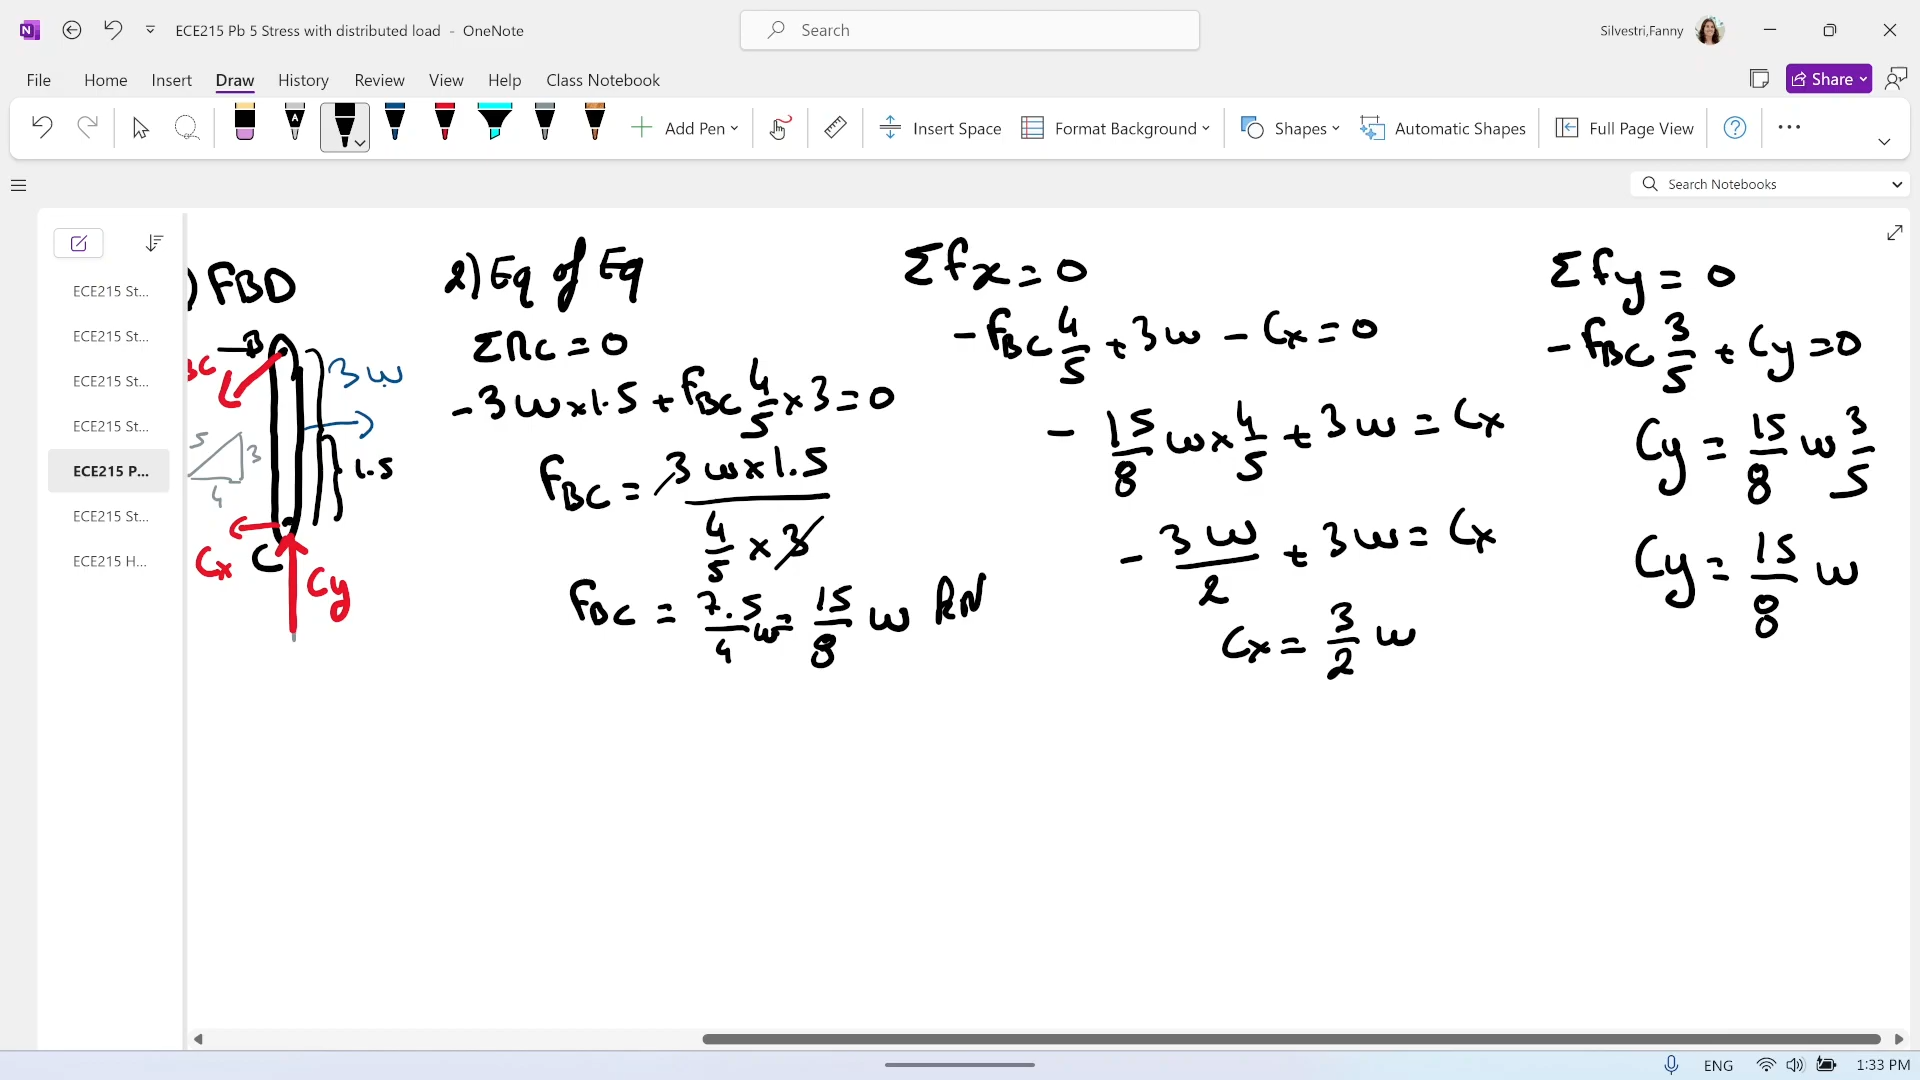 ECE215 Pb 5 Stress with distributed load - OneNote
Search
Silvestri,Fanny
File Home Insert Draw History Review View Help Class Notebook
Share
Add Pen
Insert Space
Format Background
Shapes
Automatic Shapes
Full Page View
Search Notebooks
ECE215 St...
ECE215 St...
ECE215 St...
ECE215 St...
ECE215 P...
ECE215 St...
ECE215 H...
) FBD
B
BC
3w
1.5
5
3
4
Cx
C
Cy
2) Eq of Eq
ΣMc = 0
-3w×1.5 + FBC 4/5 × 3 = 0
FBC = 3w×1.5 / (4/5 × 3)
FBC = 7.5/4 w = 15/8 w kN
Σfx = 0
-FBC 4/5 + 3w - Cx = 0
- 15/8 w × 4/5 + 3w = Cx
- 3w/2 + 3w = Cx
Cx = 3/2 w
Σfy = 0
-FBC 3/5 + Cy = 0
Cy = 15/8 w 3/5
Cy = 15/8 w
ENG
1:33 PM